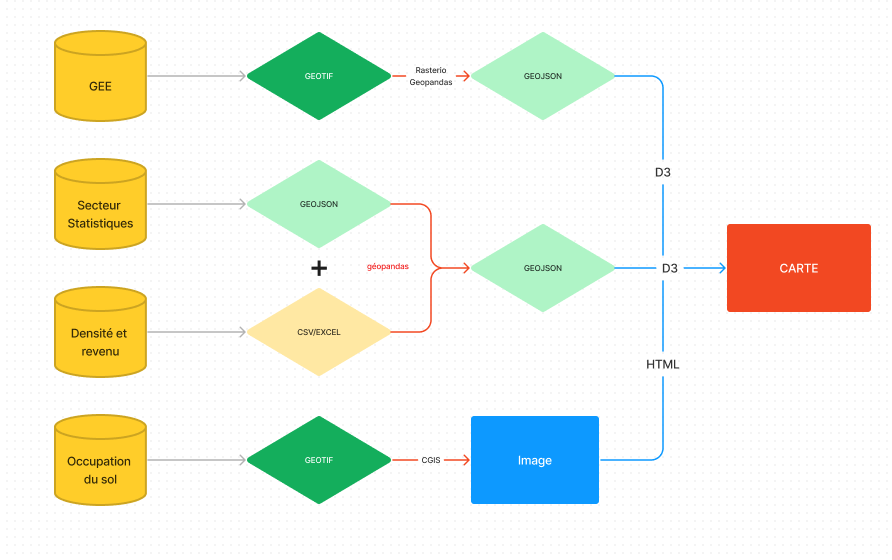 GEE
GEOTIF
Rasterio
Geopandas
GEOJSON
D3
Secteur
Statistiques
GEOJSON
+
géopandas
GEOJSON
D3
CARTE
Densité et
revenu
CSV/EXCEL
HTML
Occupation
du sol
GEOTIF
CGIS
Image